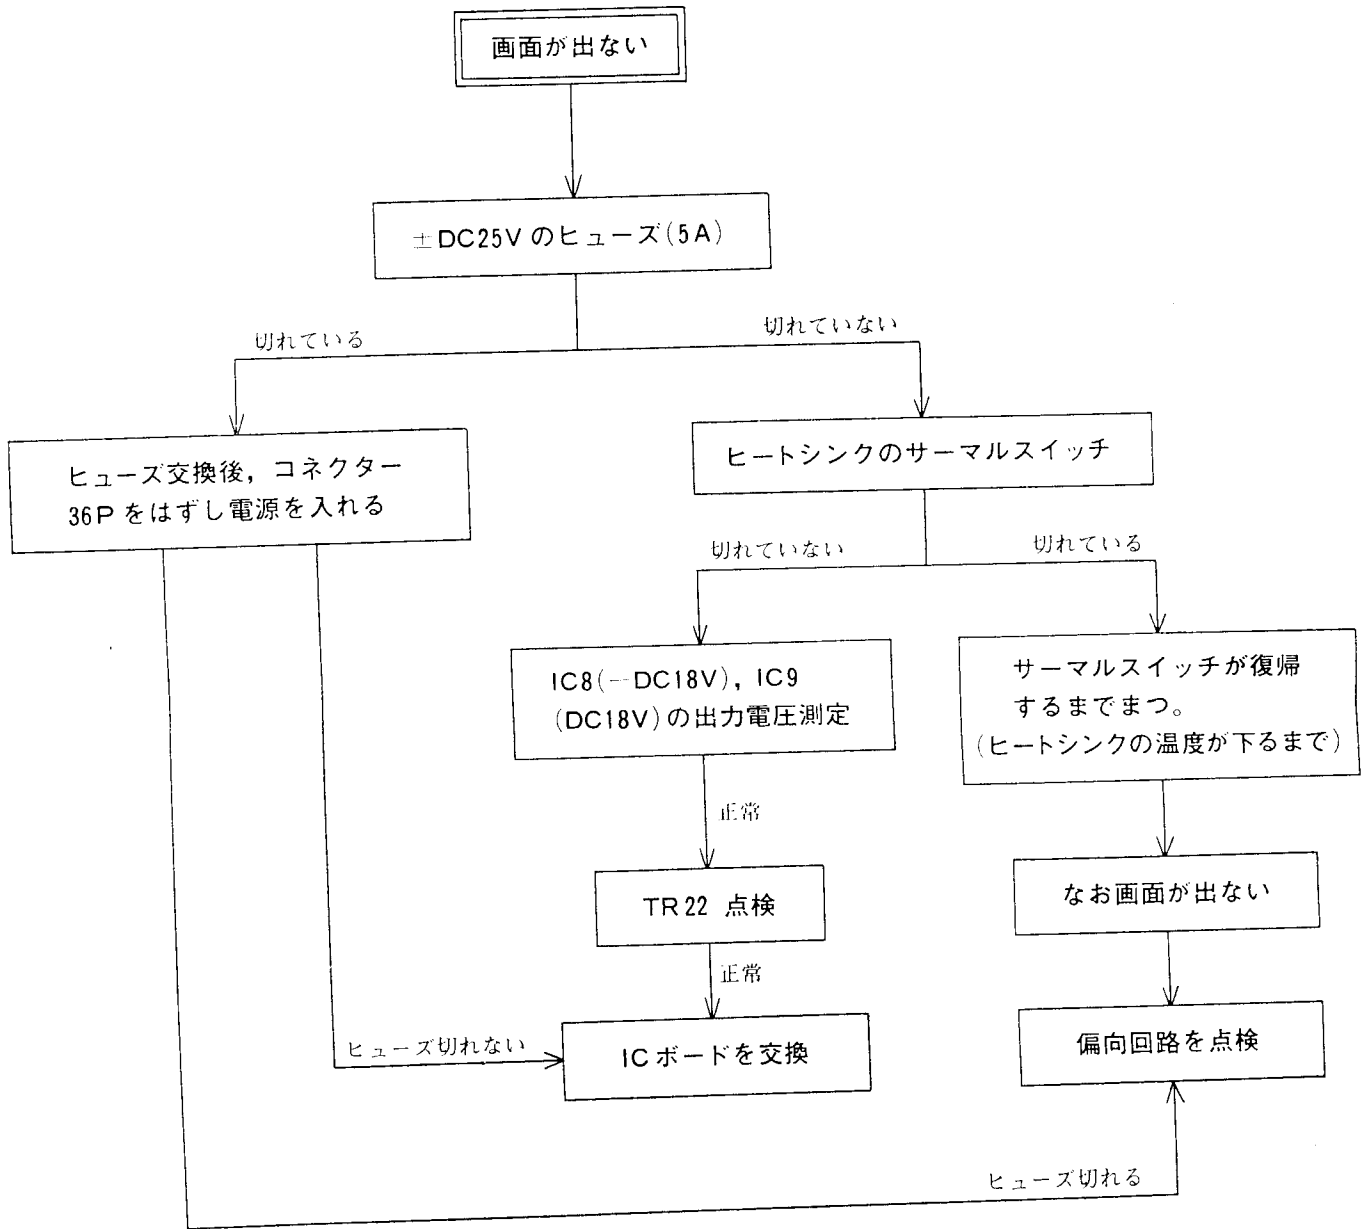 画面が出ない
±DC25Vのヒューズ(5A)
切れている
切れていない
ヒューズ交換後，コネクター
36Pをはずし電源を入れる
ヒートシンクのサーマルスイッチ
切れていない
切れている
IC8(−DC18V)，IC9
(DC18V)の出力電圧測定
サーマルスイッチが復帰
するまでまつ。
(ヒートシンクの温度が下るまで)
正常
TR22 点検
なお画面が出ない
正常
ヒューズ切れない
ICボードを交換
偏向回路を点検
ヒューズ切れる